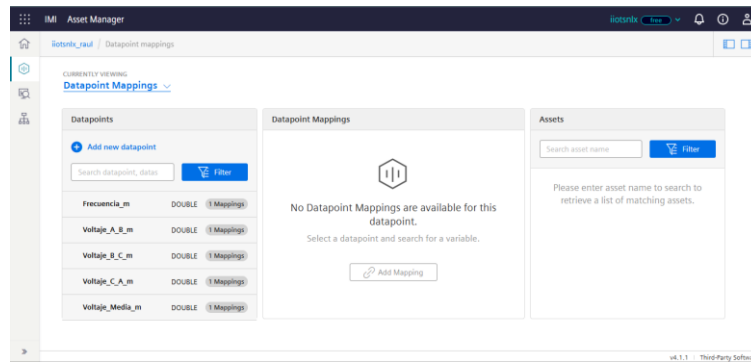 IMI Asset Manager
iiotsnlx free
iiotsnlx_raul / Datapoint mappings
CURRENTLY VIEWING
Datapoint Mappings
Datapoints
Add new datapoint
Search datapoint, datas
Filter
Frecuencia_m DOUBLE 1 Mappings
Voltaje_A_B_m DOUBLE 1 Mappings
Voltaje_B_C_m DOUBLE 1 Mappings
Voltaje_C_A_m DOUBLE 1 Mappings
Voltaje_Media_m DOUBLE 1 Mappings
Datapoint Mappings
No Datapoint Mappings are available for this
datapoint.
Select a datapoint and search for a variable.
Add Mapping
Assets
Search asset name
Filter
Please enter asset name to search to
retrieve a list of matching assets.
v4.1.1 | Third-Party Softw